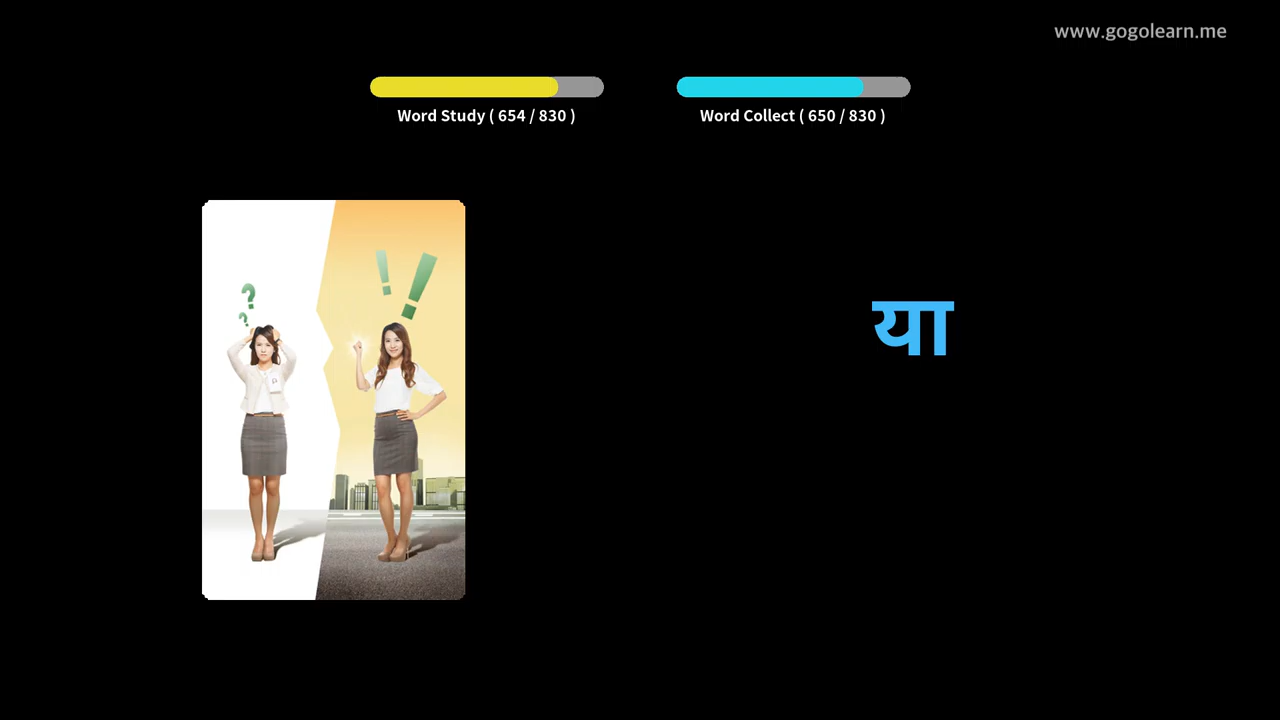 www.gogolearn.me
Word Study ( 654 / 830 )
Word Collect ( 650 / 830 )
? ?
! !
या